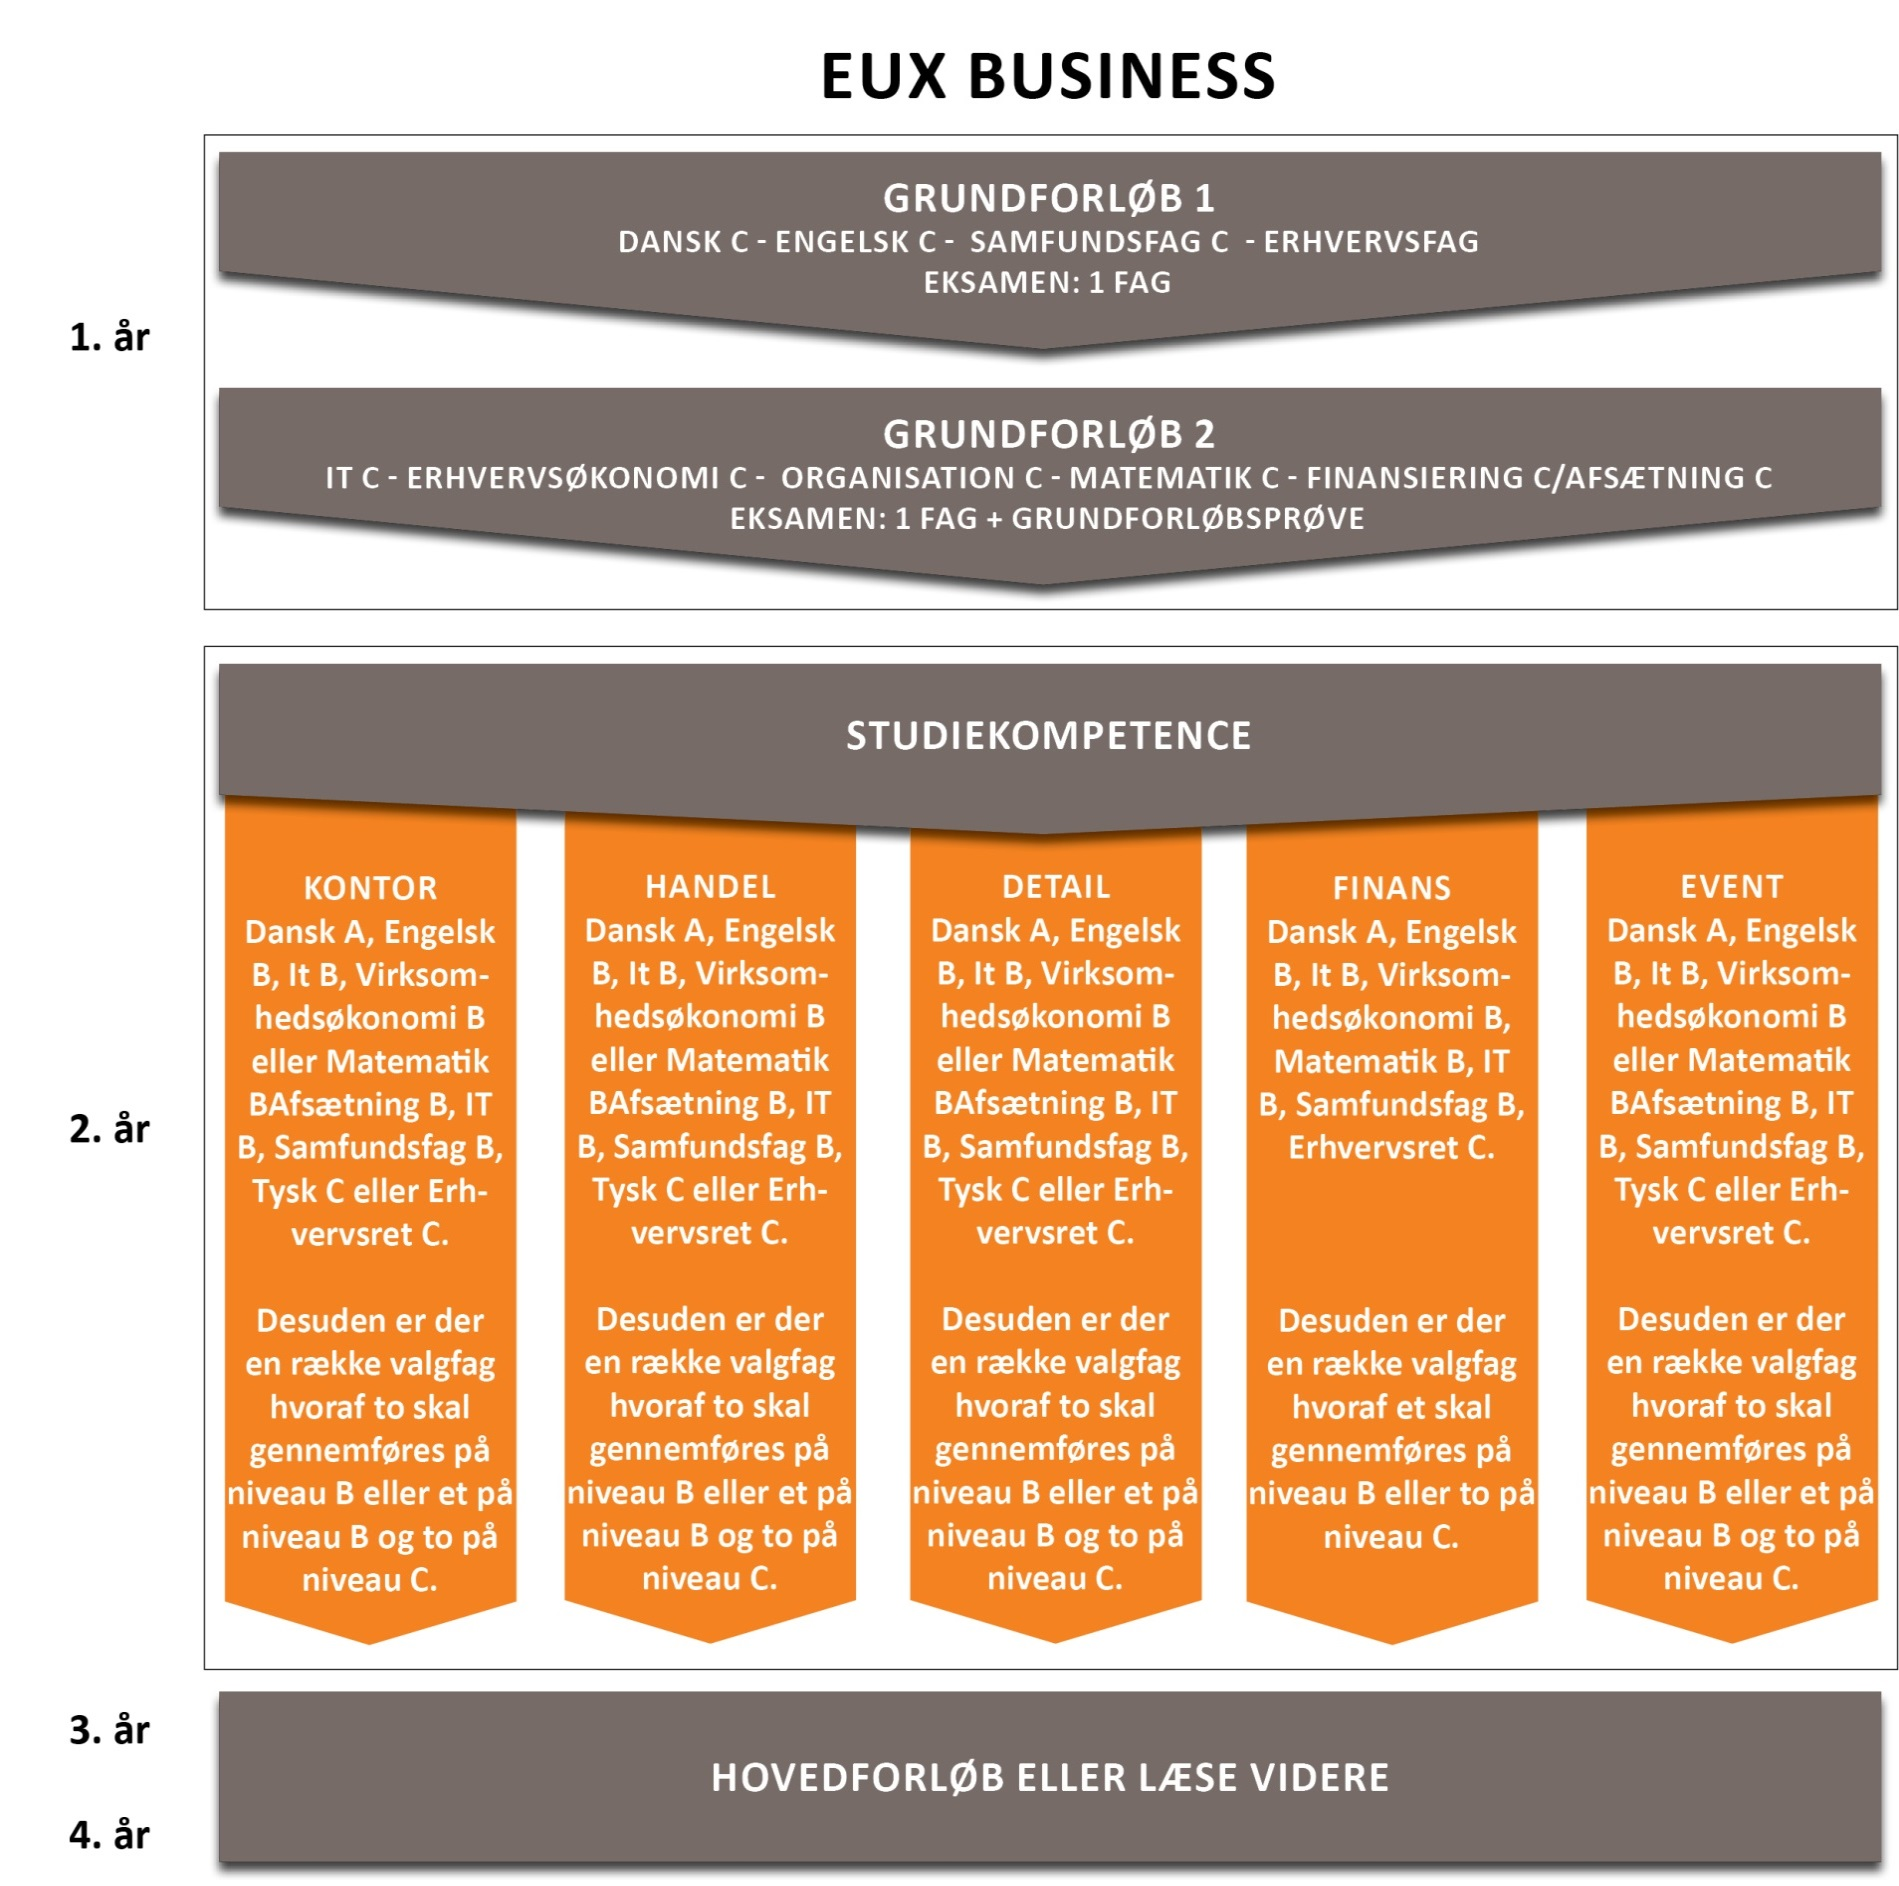 EUX BUSINESS
1. år
GRUNDFORLØB 1
DANSK C - ENGELSK C - SAMFUNDSFAG C - ERHVERVSFAG
EKSAMEN: 1 FAG
GRUNDFORLØB 2
IT C - ERHVERVSØKONOMI C - ORGANISATION C - MATEMATIK C - FINANSIERING C/AFSÆTNING C
EKSAMEN: 1 FAG + GRUNDFORLØBSPRØVE
2. år
STUDIEKOMPETENCE
KONTOR
Dansk A, Engelsk
B, It B, Virksom-
hedsøkonomi B
eller Matematik
BAfsætning B, IT
B, Samfundsfag B,
Tysk C eller Erh-
vervsret C.
Desuden er der
en række valgfag
hvoraf to skal
gennemføres på
niveau B eller et på
niveau B og to på
niveau C.
HANDEL
Dansk A, Engelsk
B, It B, Virksom-
hedsøkonomi B
eller Matematik
BAfsætning B, IT
B, Samfundsfag B,
Tysk C eller Erh-
vervsret C.
Desuden er der
en række valgfag
hvoraf to skal
gennemføres på
niveau B eller et på
niveau B og to på
niveau C.
DETAIL
Dansk A, Engelsk
B, It B, Virksom-
hedsøkonomi B
eller Matematik
BAfsætning B, IT
B, Samfundsfag B,
Tysk C eller Erh-
vervsret C.
Desuden er der
en række valgfag
hvoraf to skal
gennemføres på
niveau B eller et på
niveau B og to på
niveau C.
FINANS
Dansk A, Engelsk
B, It B, Virksom-
hedsøkonomi B,
Matematik B, IT
B, Samfundsfag B,
Erhvervsret C.
Desuden er der
en række valgfag
hvoraf et skal
gennemføres på
niveau B eller to på
niveau C.
EVENT
Dansk A, Engelsk
B, It B, Virksom-
hedsøkonomi B
eller Matematik
BAfsætning B, IT
B, Samfundsfag B,
Tysk C eller Erh-
vervsret C.
Desuden er der
en række valgfag
hvoraf to skal
gennemføres på
niveau B eller et på
niveau B og to på
niveau C.
3. år
HOVEDFORLØB ELLER LÆSE VIDERE
4. år